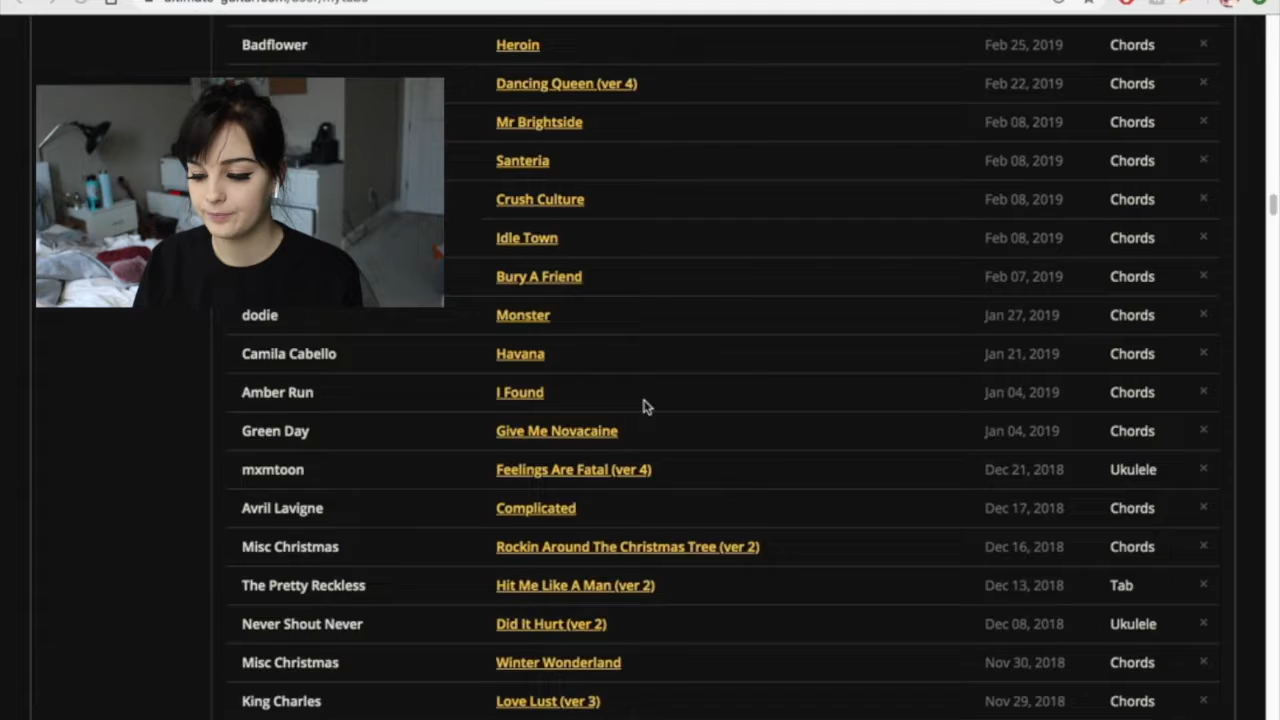 ultimate-guitar.com/user/mytabs
Badflower Heroin Feb 25, 2019 Chords ×
Dancing Queen (ver 4) Feb 22, 2019 Chords ×
Mr Brightside Feb 08, 2019 Chords ×
Santeria Feb 08, 2019 Chords ×
Crush Culture Feb 08, 2019 Chords ×
Idle Town Feb 08, 2019 Chords ×
Bury A Friend Feb 07, 2019 Chords ×
dodie Monster Jan 27, 2019 Chords ×
Camila Cabello Havana Jan 21, 2019 Chords ×
Amber Run I Found Jan 04, 2019 Chords ×
Green Day Give Me Novacaine Jan 04, 2019 Chords ×
mxmtoon Feelings Are Fatal (ver 4) Dec 21, 2018 Ukulele ×
Avril Lavigne Complicated Dec 17, 2018 Chords ×
Misc Christmas Rockin Around The Christmas Tree (ver 2) Dec 16, 2018 Chords ×
The Pretty Reckless Hit Me Like A Man (ver 2) Dec 13, 2018 Tab ×
Never Shout Never Did It Hurt (ver 2) Dec 08, 2018 Ukulele ×
Misc Christmas Winter Wonderland Nov 30, 2018 Chords ×
King Charles Love Lust (ver 3) Nov 29, 2018 Chords ×